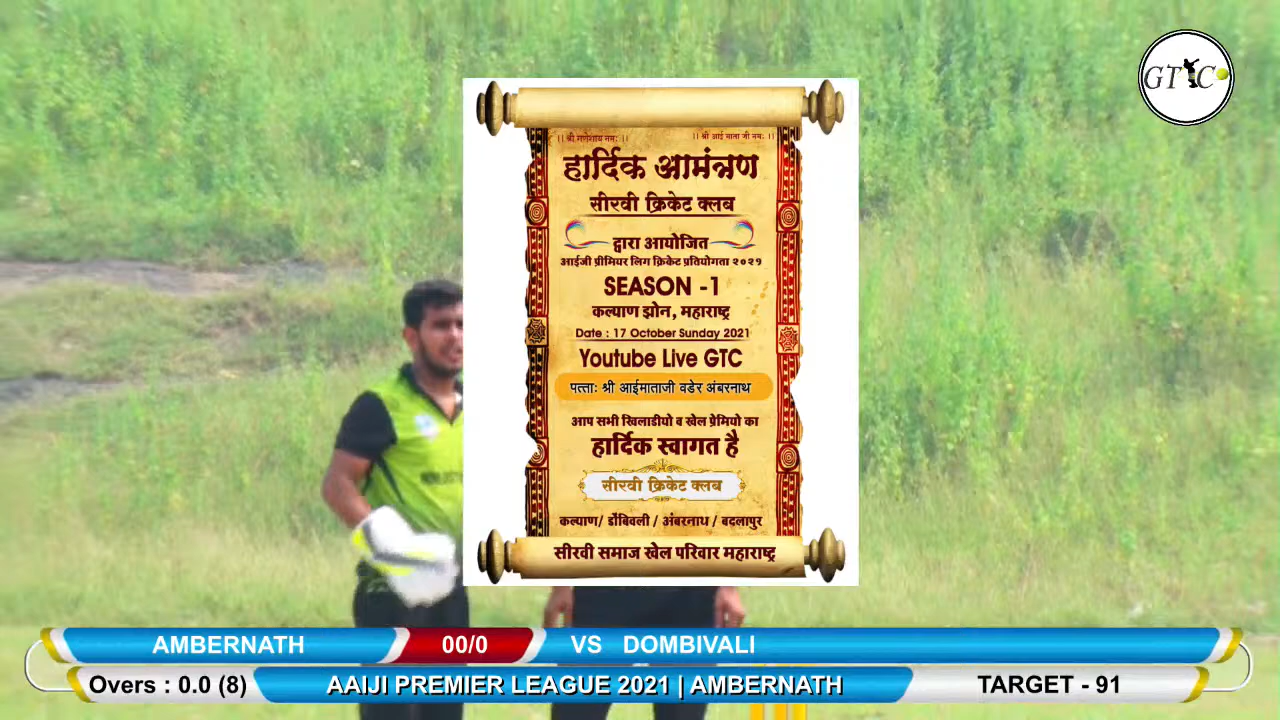 GTC
।। श्री गणेशाय नमः ।।
।। श्री आई माता जी नमः ।।
हार्दिक आमंत्रण
सीरवी क्रिकेट क्लब
द्वारा आयोजित
आईजी प्रीमियर लिग क्रिकेट प्रतियोगता २०२१
SEASON -1
कल्याण झोन, महाराष्ट्र
Date : 17 October Sunday 2021
Youtube Live GTC
पत्ताः श्री आईमाताजी वडेर अंबरनाथ
आप सभी खिलाडीयो व खेल प्रेमियो का
हार्दिक स्वागत है
सीरवी क्रिकेट क्लब
कल्याण/ डोंबिवली / अंबरनाथ / बदलापुर
सीरवी समाज खेल परिवार महाराष्ट्र
AMBERNATH 00/0 VS DOMBIVALI
Overs : 0.0 (8) AAIJI PREMIER LEAGUE 2021 | AMBERNATH TARGET - 91